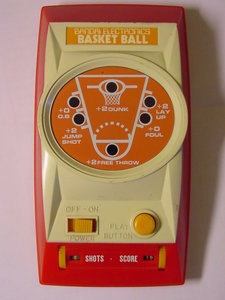 BANDAI ELECTRONICS
BASKET BALL
+2 DUNK
+0
O.B
+2
LAY
UP
+2
JUMP
SHOT
+0
FOUL
+2 FREE THROW
OFF - ON
POWER
PLAY
BUTTON
SHOTS - SCORE